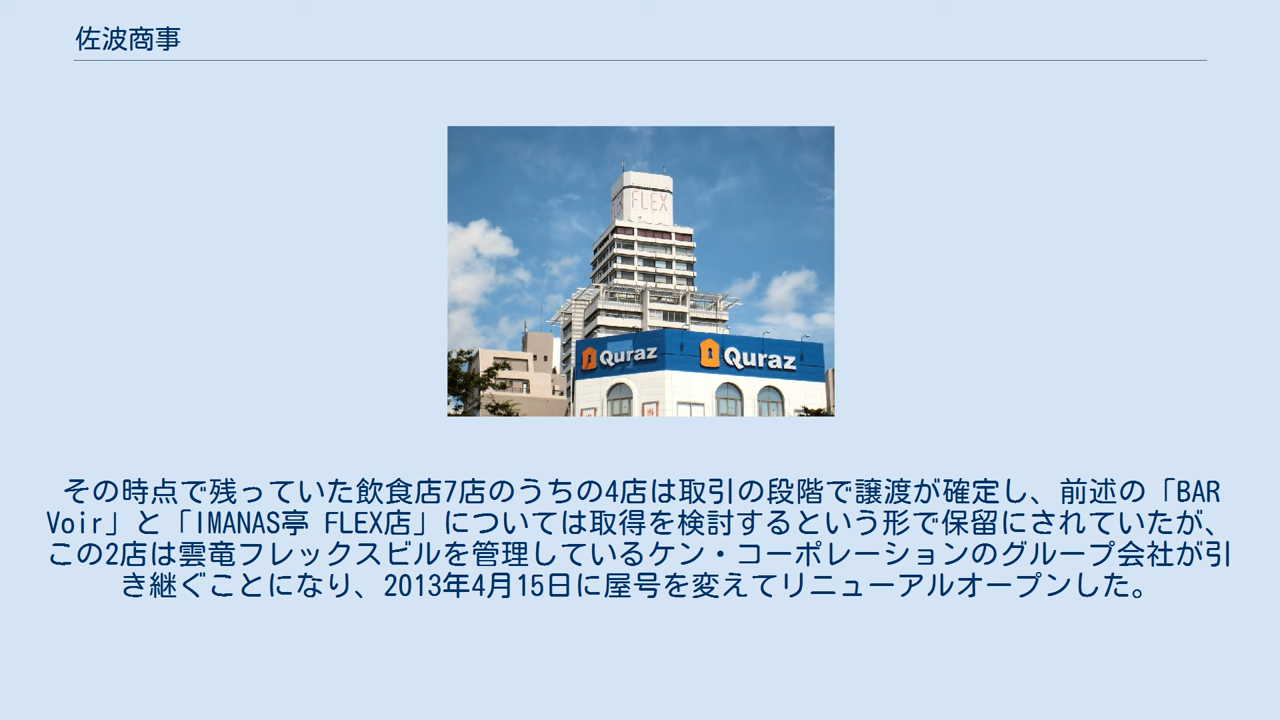 佐波商事
FLEX
Quraz
Quraz
その時点で残っていた飲食店7店のうちの4店は取引の段階で譲渡が確定し、前述の「BAR
Voir」と「IMANAS亭 FLEX店」については取得を検討するという形で保留にされていたが、
この2店は雲竜フレックスビルを管理しているケン・コーポレーションのグループ会社が引
き継ぐことになり、2013年4月15日に屋号を変えてリニューアルオープンした。